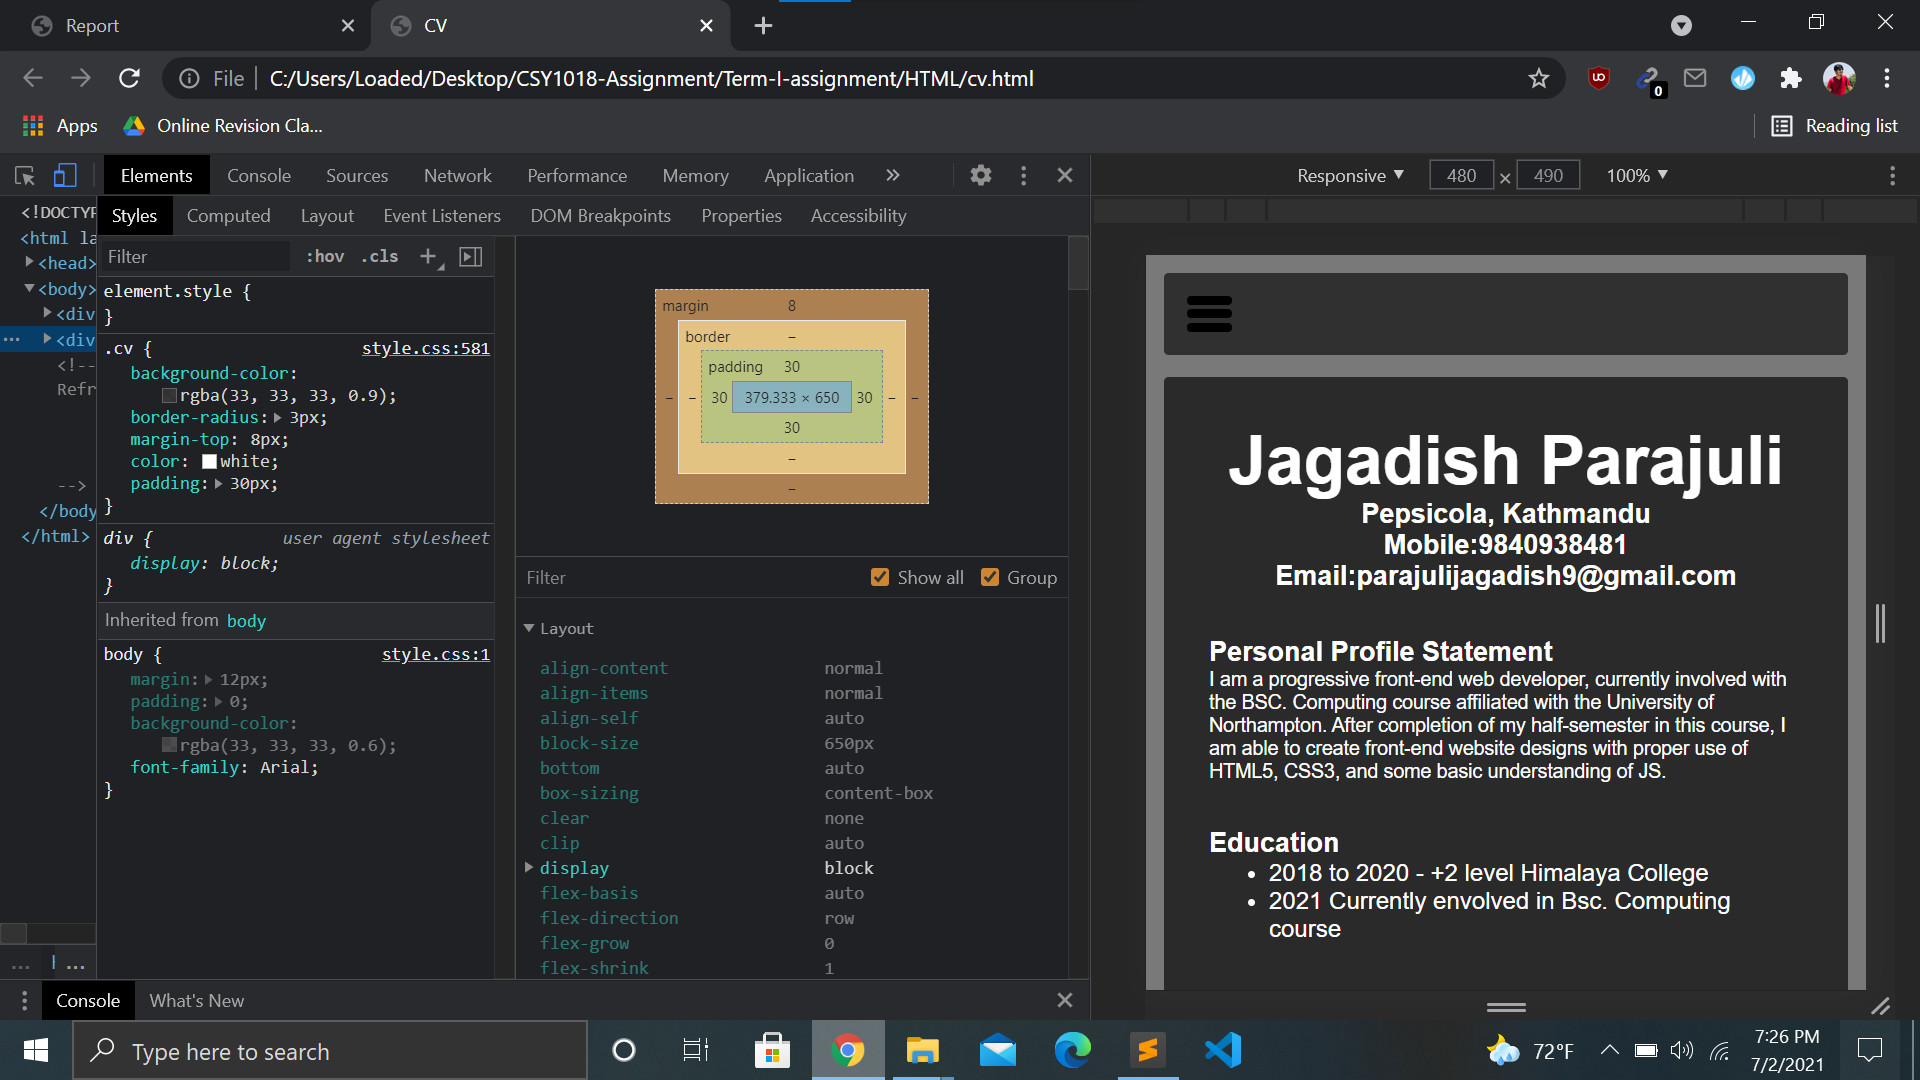 Report
CV
File
C:/Users/Loaded/Desktop/CSY1018-Assignment/Term-I-assignment/HTML/cv.html
0
Apps
Online Revision Cla...
Reading list
Elements
Console
Sources
Network
Performance
Memory
Application
Responsive
480 × 490
100%
<!DOCTYP
<html la
<head>
<body>
<div
<div
<!--
Refr
-->
</body
</html>
Styles
Computed
Layout
Event Listeners
DOM Breakpoints
Properties
Accessibility
Filter
:hov
.cls
element.style {
}
.cv {
style.css:581
background-color:
rgba(33, 33, 33, 0.9);
border-radius: 3px;
margin-top: 8px;
color: white;
padding: 30px;
}
div {
user agent stylesheet
display: block;
}
Inherited from body
body {
style.css:1
margin: 12px;
padding: 0;
background-color:
rgba(33, 33, 33, 0.6);
font-family: Arial;
}
margin 8
border –
padding 30
– – 30 379.333 × 650 30 – –
30
–
–
Filter
Show all
Group
Layout
align-content normal
align-items normal
align-self auto
block-size 650px
bottom auto
box-sizing content-box
clear none
clip auto
display block
flex-basis auto
flex-direction row
flex-grow 0
flex-shrink 1
Console
What's New
Jagadish Parajuli
Pepsicola, Kathmandu
Mobile:9840938481
Email:parajulijagadish9@gmail.com
Personal Profile Statement
I am a progressive front-end web developer, currently involved with
the BSC. Computing course affiliated with the University of
Northampton. After completion of my half-semester in this course, I
am able to create front-end website designs with proper use of
HTML5, CSS3, and some basic understanding of JS.
Education
• 2018 to 2020 - +2 level Himalaya College
• 2021 Currently envolved in Bsc. Computing
course
Type here to search
72°F
7:26 PM
7/2/2021